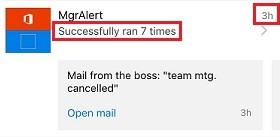 MgrAlert
3h
Successfully ran 7 times
Mail from the boss: "team mtg.
cancelled"
Open mail
3h